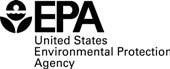 EPA
United States
Environmental Protection
Agency